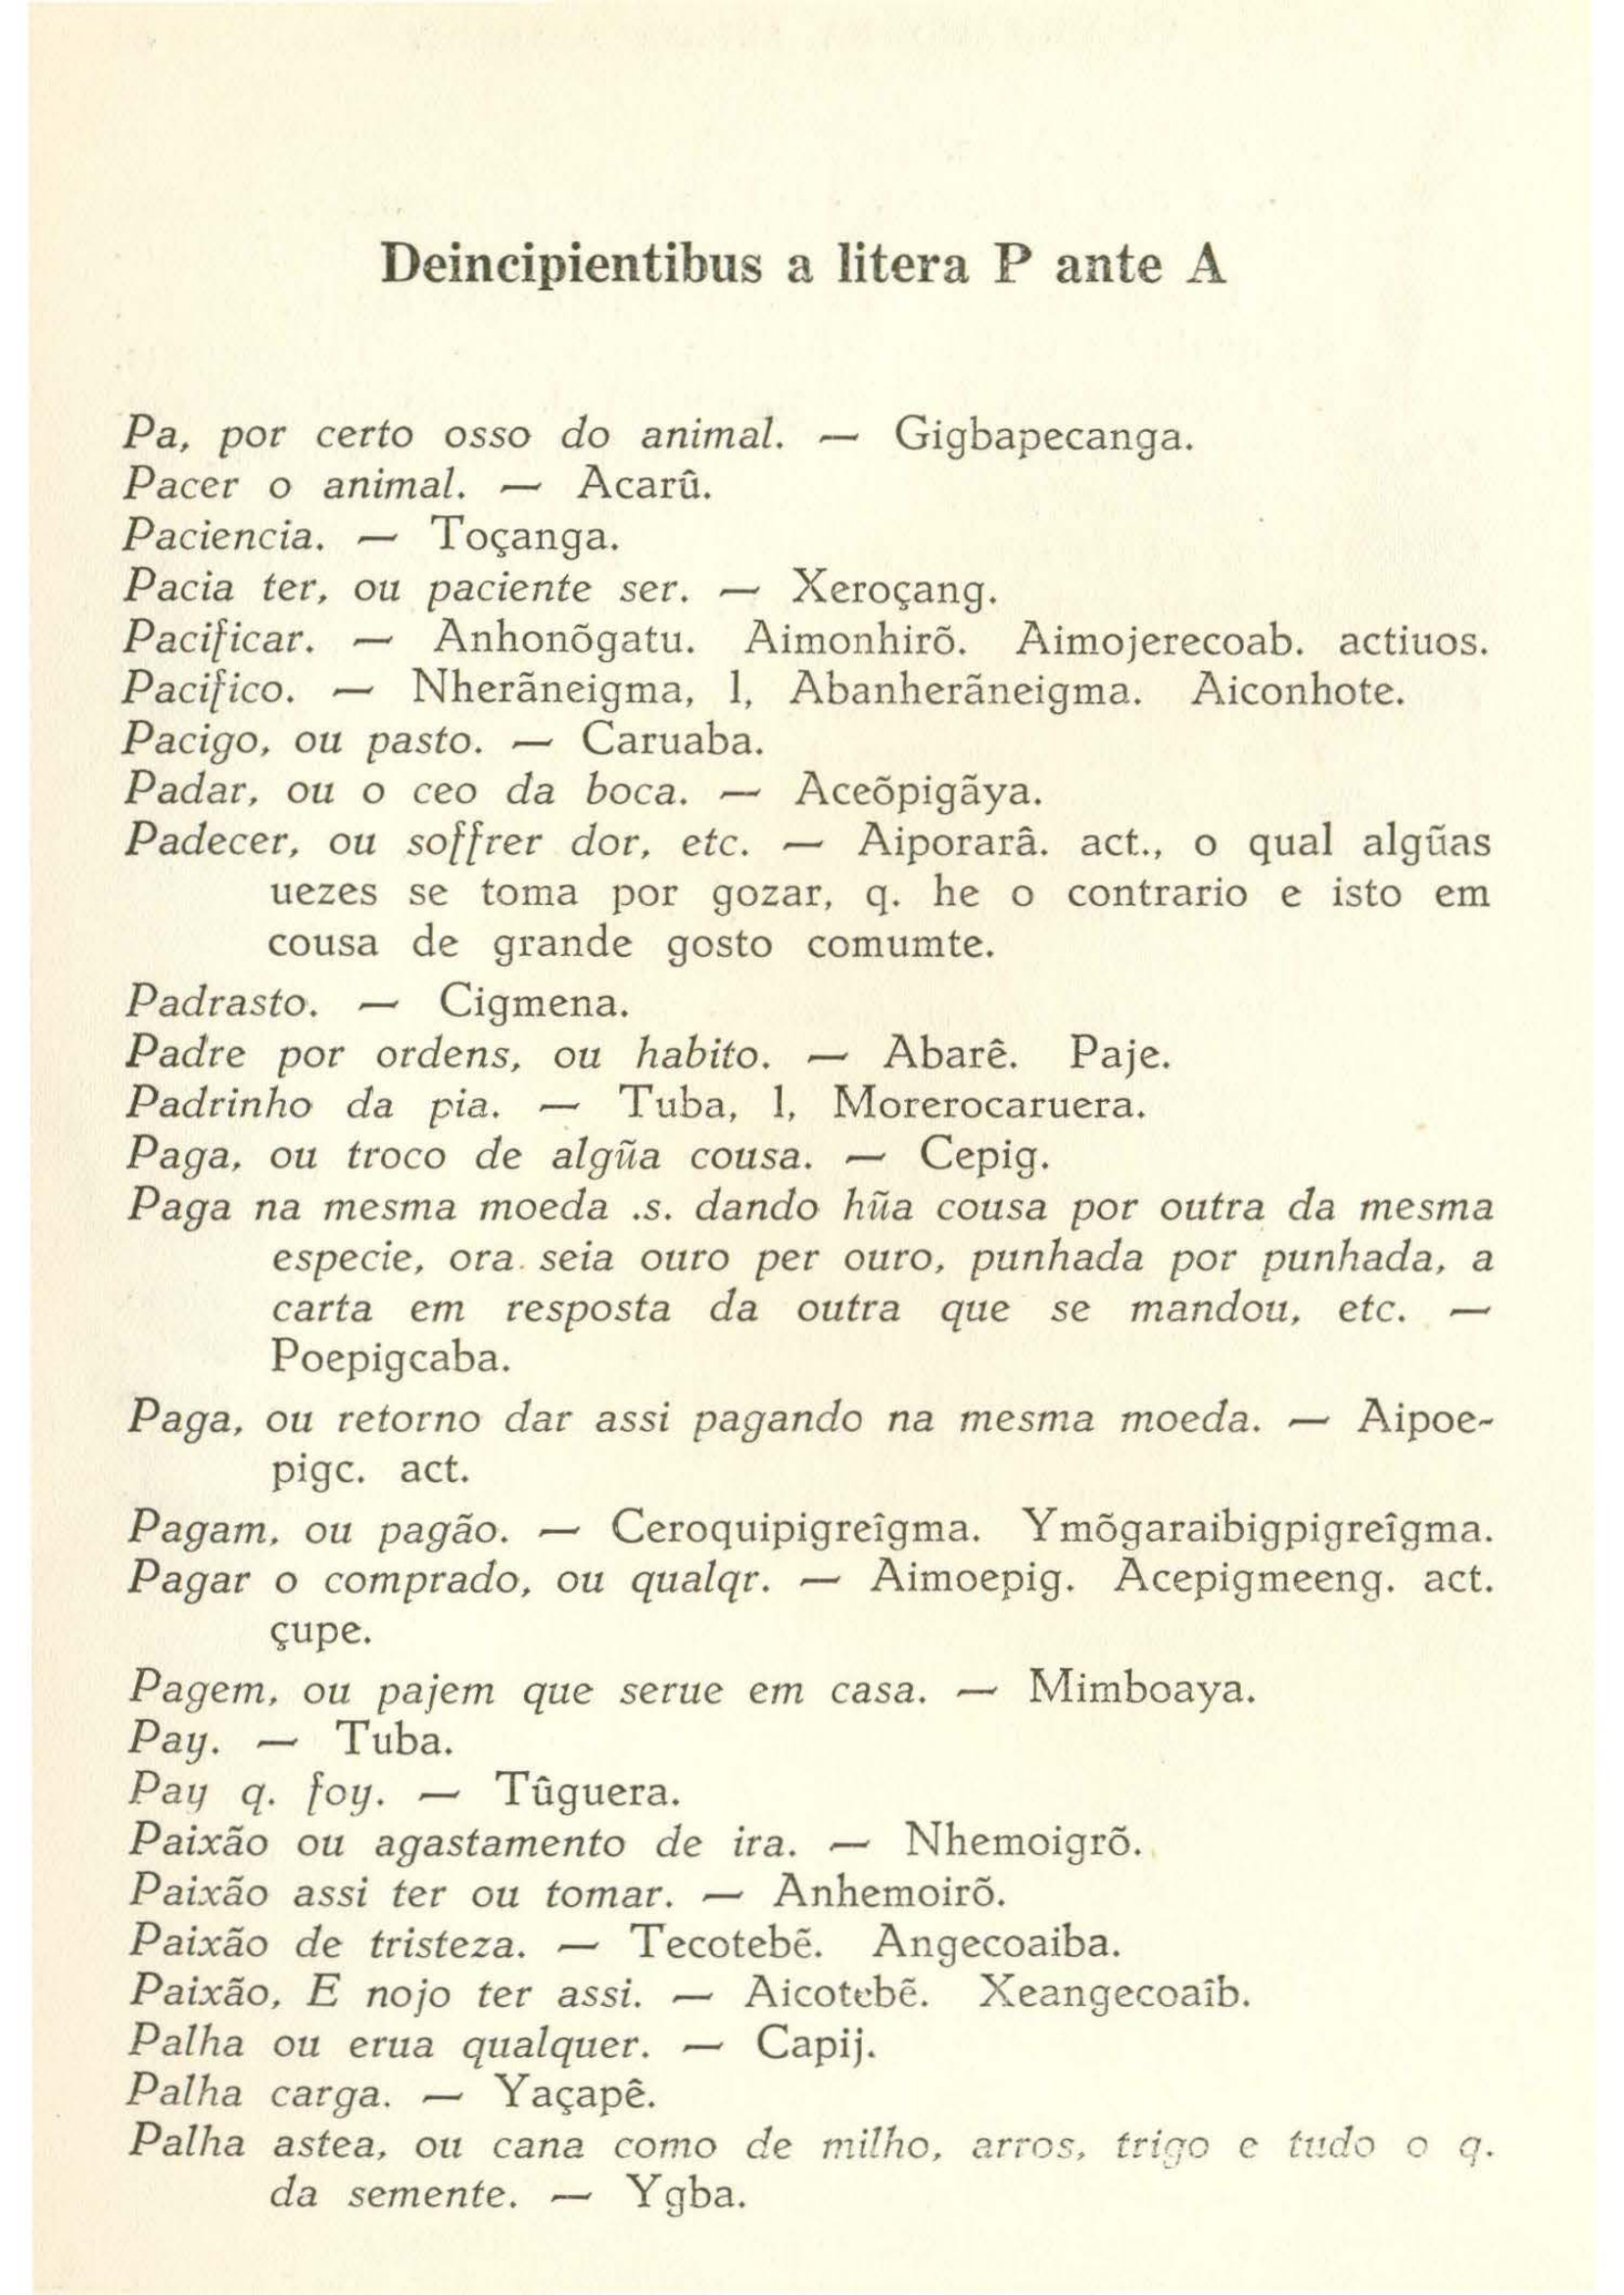 Deincipientibus a litera P ante A
Pa, por certo osso do animal. — Gigbapecanga.
Pacer o animal. — Acarû.
Paciencia. — Toçanga.
Pacia ter, ou paciente ser. — Xeroçang.
Pacificar. — Anhonõgatu. Aimonhirõ. Aimojerecoab. actiuos.
Pacifico. — Nherãneigma, l, Abanherãneigma. Aiconhote.
Pacigo, ou pasto. — Caruaba.
Padar, ou o ceo da boca. — Aceõpigãya.
Padecer, ou soffrer dor, etc. — Aiporarâ. act., o qual algũas
uezes se toma por gozar, q. he o contrario e isto em
cousa de grande gosto comumte.
Padrasto. — Cigmena.
Padre por ordens, ou habito. — Abarê. Paje.
Padrinho da pia. — Tuba, l, Morerocaruera.
Paga, ou troco de algũa cousa. — Cepig.
Paga na mesma moeda .s. dando hũa cousa por outra da mesma
especie, ora seia ouro per ouro, punhada por punhada, a
carta em resposta da outra que se mandou, etc. —
Poepigcaba.
Paga, ou retorno dar assi pagando na mesma moeda. — Aipoe-
pigc. act.
Pagam, ou pagão. — Ceroquipigreîgma. Ymõgaraibigpigreîgma.
Pagar o comprado, ou qualqr. — Aimoepig. Acepigmeeng. act.
çupe.
Pagem, ou pajem que serue em casa. — Mimboaya.
Pay. — Tuba.
Pay q. foy. — Tûguera.
Paixão ou agastamento de ira. — Nhemoigrõ.
Paixão assi ter ou tomar. — Anhemoirõ.
Paixão de tristeza. — Tecotebẽ. Angecoaiba.
Paixão, E nojo ter assi. — Aicotebẽ. Xeangecoaîb.
Palha ou erua qualquer. — Capij.
Palha carga. — Yaçapê.
Palha astea, ou cana como de milho, arros, trigo e tudo o q.
da semente. — Ygba.